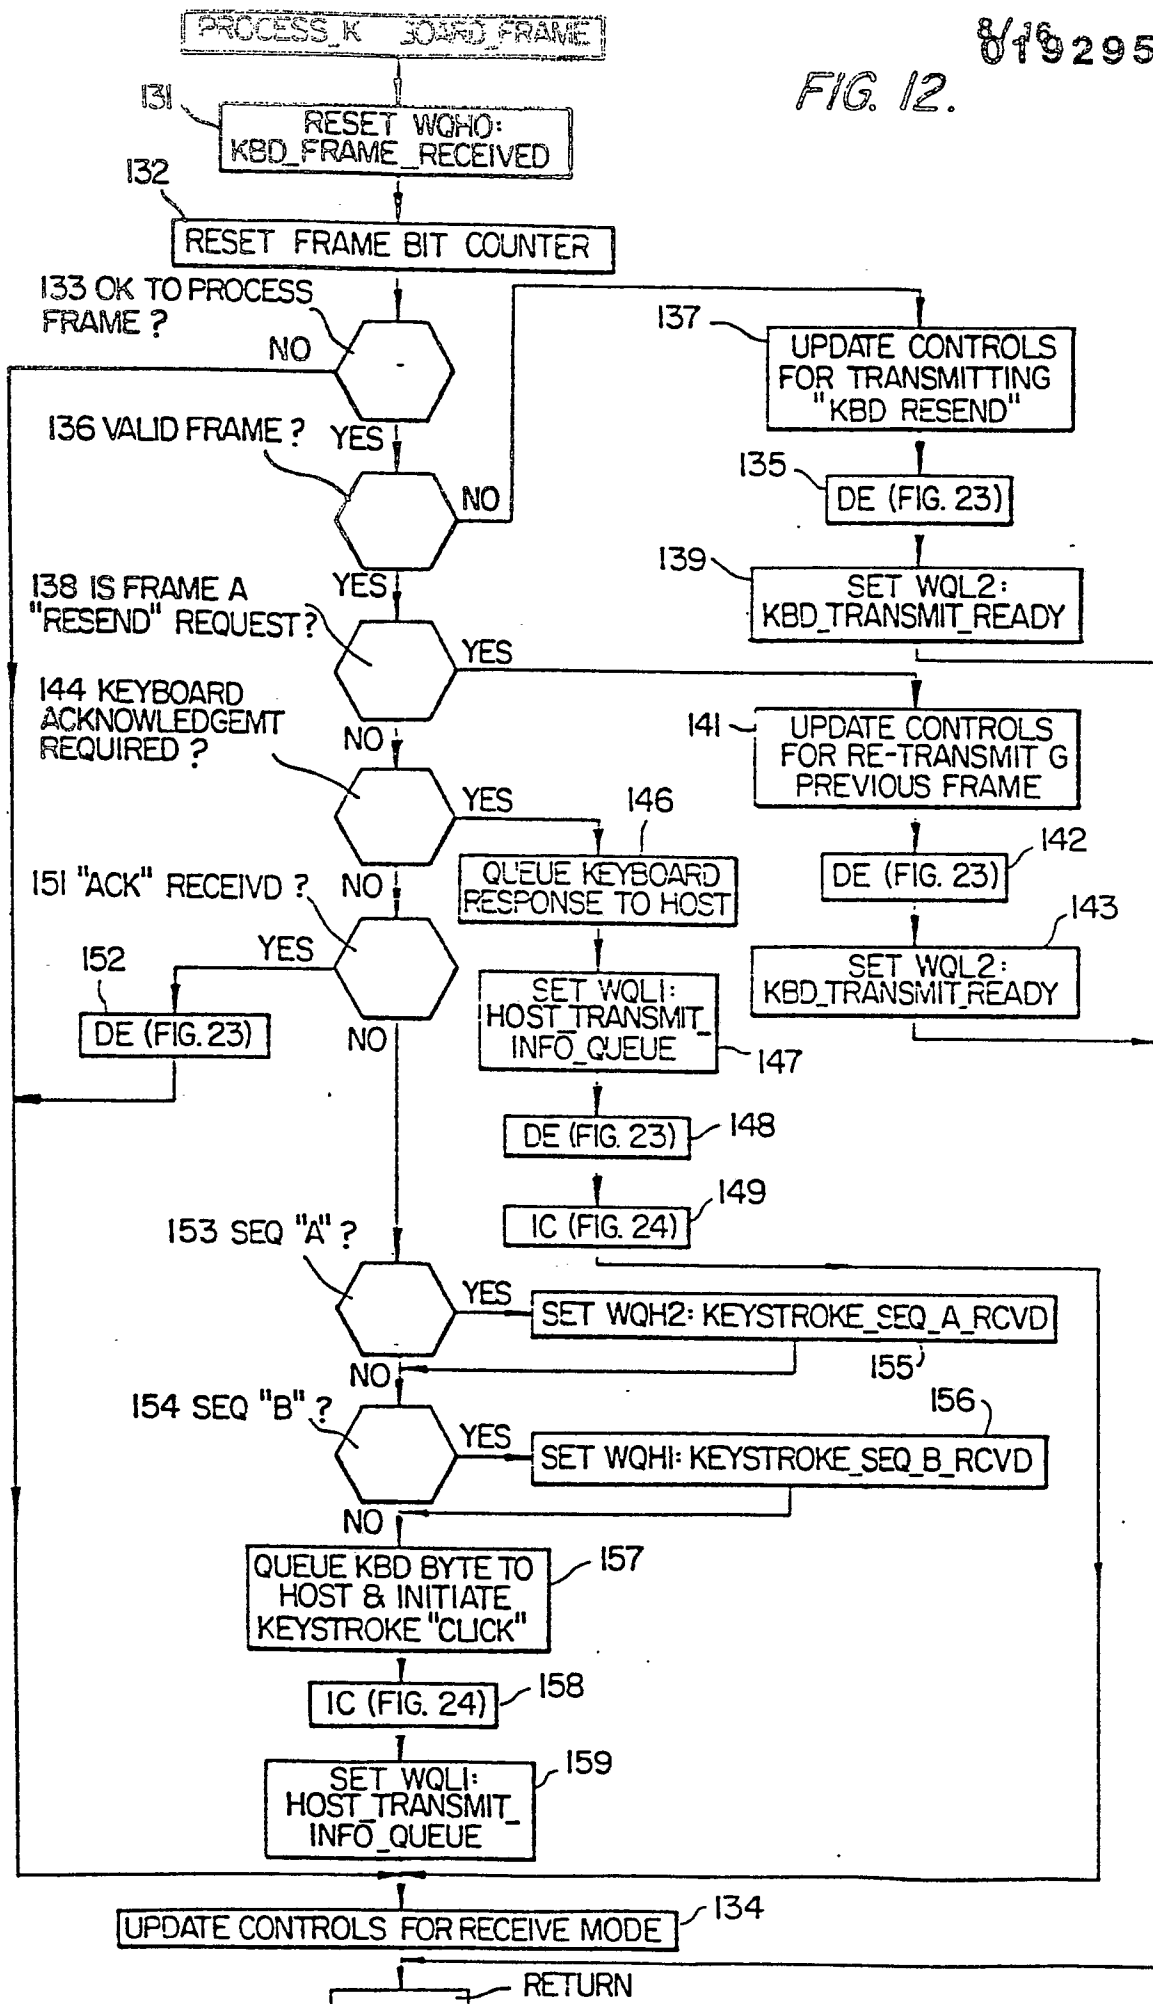 PROCESS_K BOARD_FRAME
8/16
019295
FIG. 12.
131
RESET WQH0:
KBD_FRAME_RECEIVED
132
RESET FRAME BIT COUNTER
133 OK TO PROCESS
FRAME ?
NO
YES
137
UPDATE CONTROLS
FOR TRANSMITTING
"KBD RESEND"
136 VALID FRAME ?
NO
YES
135
DE (FIG. 23)
139
SET WQL2:
KBD_TRANSMIT_READY
138 IS FRAME A
"RESEND" REQUEST?
YES
NO
141
UPDATE CONTROLS
FOR RE-TRANSMIT G
PREVIOUS FRAME
142
DE (FIG. 23)
143
SET WQL2:
KBD_TRANSMIT_READY
144 KEYBOARD
ACKNOWLEDGEMT
REQUIRED ?
YES
NO
146
QUEUE KEYBOARD
RESPONSE TO HOST
SET WQL1:
HOST_TRANSMIT_
INFO_QUEUE
147
DE (FIG. 23)
148
149
IC (FIG. 24)
151 "ACK" RECEIVD ?
YES
NO
152
DE (FIG. 23)
153 SEQ "A" ?
YES
NO
SET WQH2: KEYSTROKE_SEQ_A_RCVD
155
154 SEQ "B" ?
YES
NO
156
SET WQH1: KEYSTROKE_SEQ_B_RCVD
QUEUE KBD BYTE TO
HOST & INITIATE
KEYSTROKE "CLICK"
157
IC (FIG. 24)
158
SET WQL1:
HOST_TRANSMIT_
INFO_QUEUE
159
UPDATE CONTROLS FOR RECEIVE MODE
134
RETURN